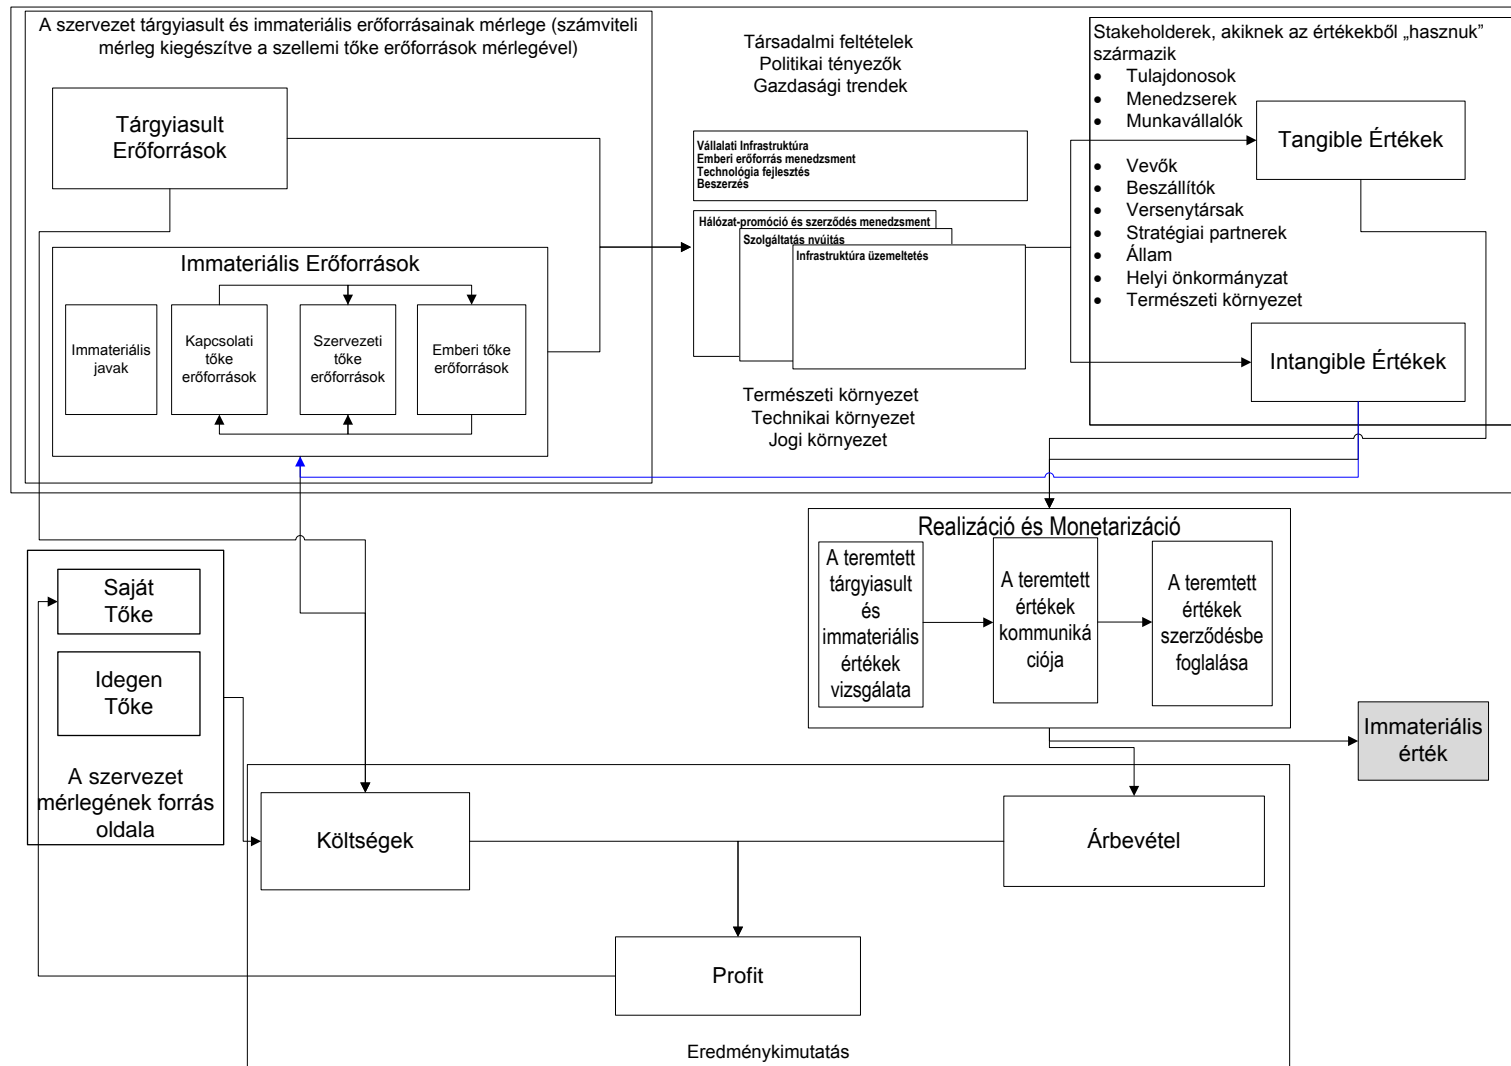 A szervezet tárgyiasult és immateriális erőforrásainak mérlege (számviteli
mérleg kiegészítve a szellemi tőke erőforrások mérlegével)
Tárgyiasult
Erőforrások
Immateriális Erőforrások
Immateriális
javak
Kapcsolati
tőke
erőforrások
Szervezeti
tőke
erőforrások
Emberi tőke
erőforrások
Társadalmi feltételek
Politikai tényezők
Gazdasági trendek
Vállalati Infrastruktúra
Emberi erőforrás menedzsment
Technológia fejlesztés
Beszerzés
Hálózat-promóció és szerződés menedzsment
Szolgáltatás nyújtás
Infrastruktúra üzemeltetés
Természeti környezet
Technikai környezet
Jogi környezet
Stakeholderek, akiknek az értékekből „hasznuk”
származik
• Tulajdonosok
• Menedzserek
• Munkavállalók
• Vevők
• Beszállítók
• Versenytársak
• Stratégiai partnerek
• Állam
• Helyi önkormányzat
• Természeti környezet
Tangible Értékek
Intangible Értékek
Realizáció és Monetarizáció
A teremtett
tárgyiasult
és
immateriális
értékek
vizsgálata
A teremtett
értékek
kommuniká
ciója
A teremtett
értékek
szerződésbe
foglalása
Immateriális
érték
Saját
Tőke
Idegen
Tőke
A szervezet
mérlegének forrás
oldala
Költségek
Árbevétel
Profit
Eredménykimutatás